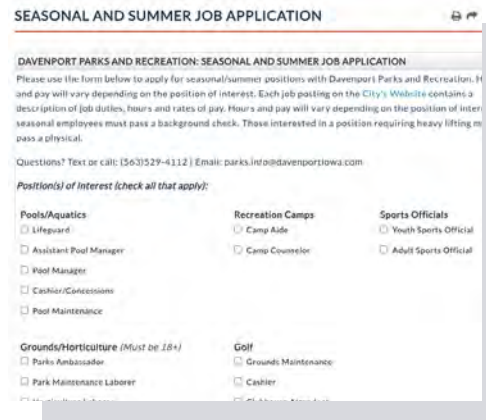 SEASONAL AND SUMMER JOB APPLICATION
DAVENPORT PARKS AND RECREATION: SEASONAL AND SUMMER JOB APPLICATION
Please use the form below to apply for seasonal/summer positions with Davenport Parks and Recreation.
and pay will vary depending on the position of interest. Each job posting on the City's Website contains a
description of job duties, hours and rates of pay. Hours and pay will vary depending on the position of
seasonal employees must pass a background check. Those interested in a position requiring heavy lifting
pass a physical.
Questions? Text or call: (563)529-4112 | Email: parks.info@davenportiowa.com
Position(s) of Interest (check all that apply):
Pools/Aquatics Recreation Camps Sports Officials
Lifeguard Camp Aide Youth Sports Official
Assistant Pool Manager Camp Counselor Adult Sports Official
Pool Manager
Cashier/Concessions
Pool Maintenance
Grounds/Horticulture (Must be 18+) Golf
Parks Ambassador Grounds Maintenance
Park Maintenance Laborer Cashier